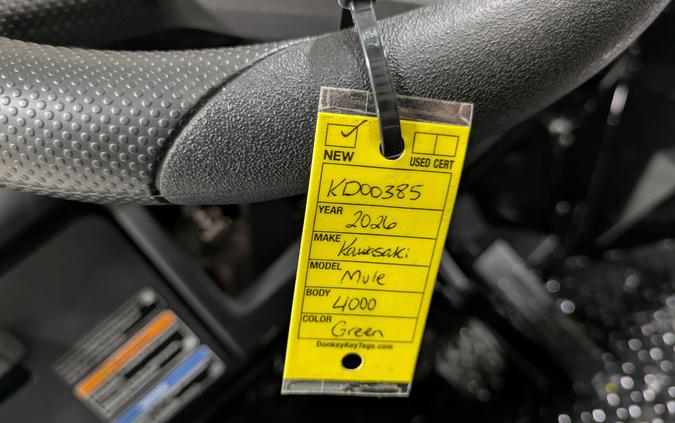 NEW USED CERT
KD00385
YEAR 2026
MAKE Kawasaki
MODEL Mule
BODY 4000
COLOR Green
DonkeyKeyTags.com